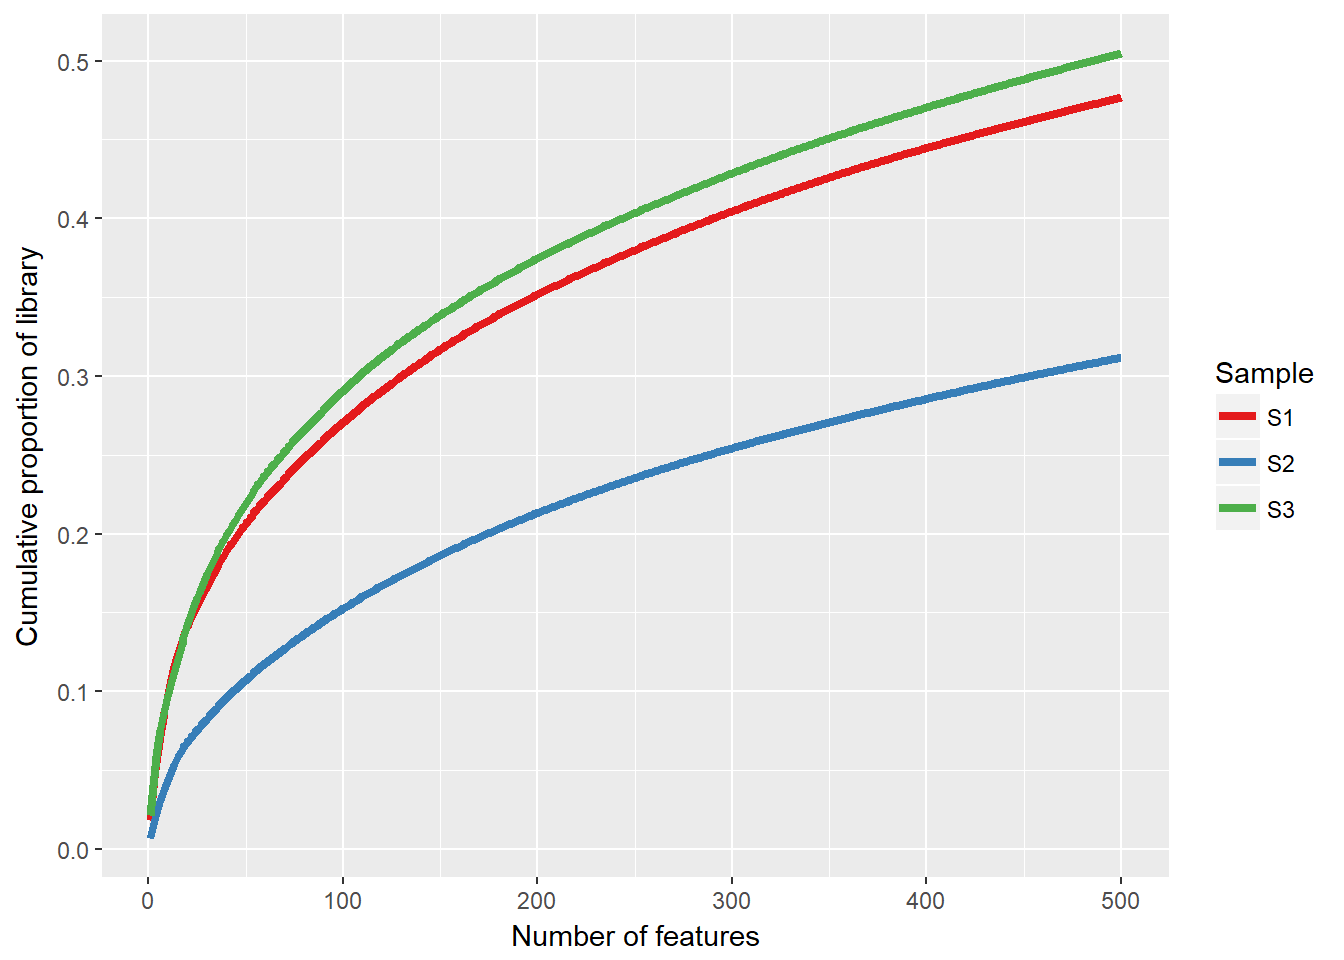 0.5
0.4
0.3
0.2
0.1
0.0
Cumulative proportion of library
0 100 200 300 400 500
Number of features
Sample
S1
S2
S3